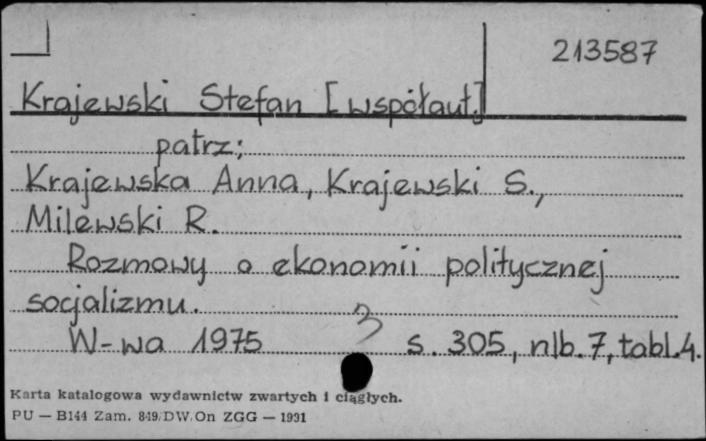 213587
Krajewski Stefan [współaut.]
patrz:
Krajewska Anna, Krajewski S.,
Milewski R.
Rozmowy o ekonomii politycznej
socjalizmu.
W-wa 1975 3 s. 305, nlb. 7, tabl. 4.
Karta katalogowa wydawnictw zwartych i ciągłych.
PU — B144 Zam. 849/DW/On ZGG — 1991